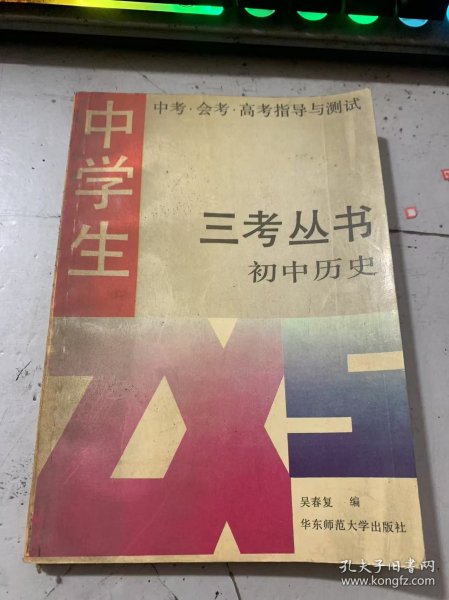 中学生
中考·会考·高考指导与测试
三考丛书
初中历史
ZXS
吴春复 编
华东师范大学出版社
孔夫子旧书网
www.kongfz.com